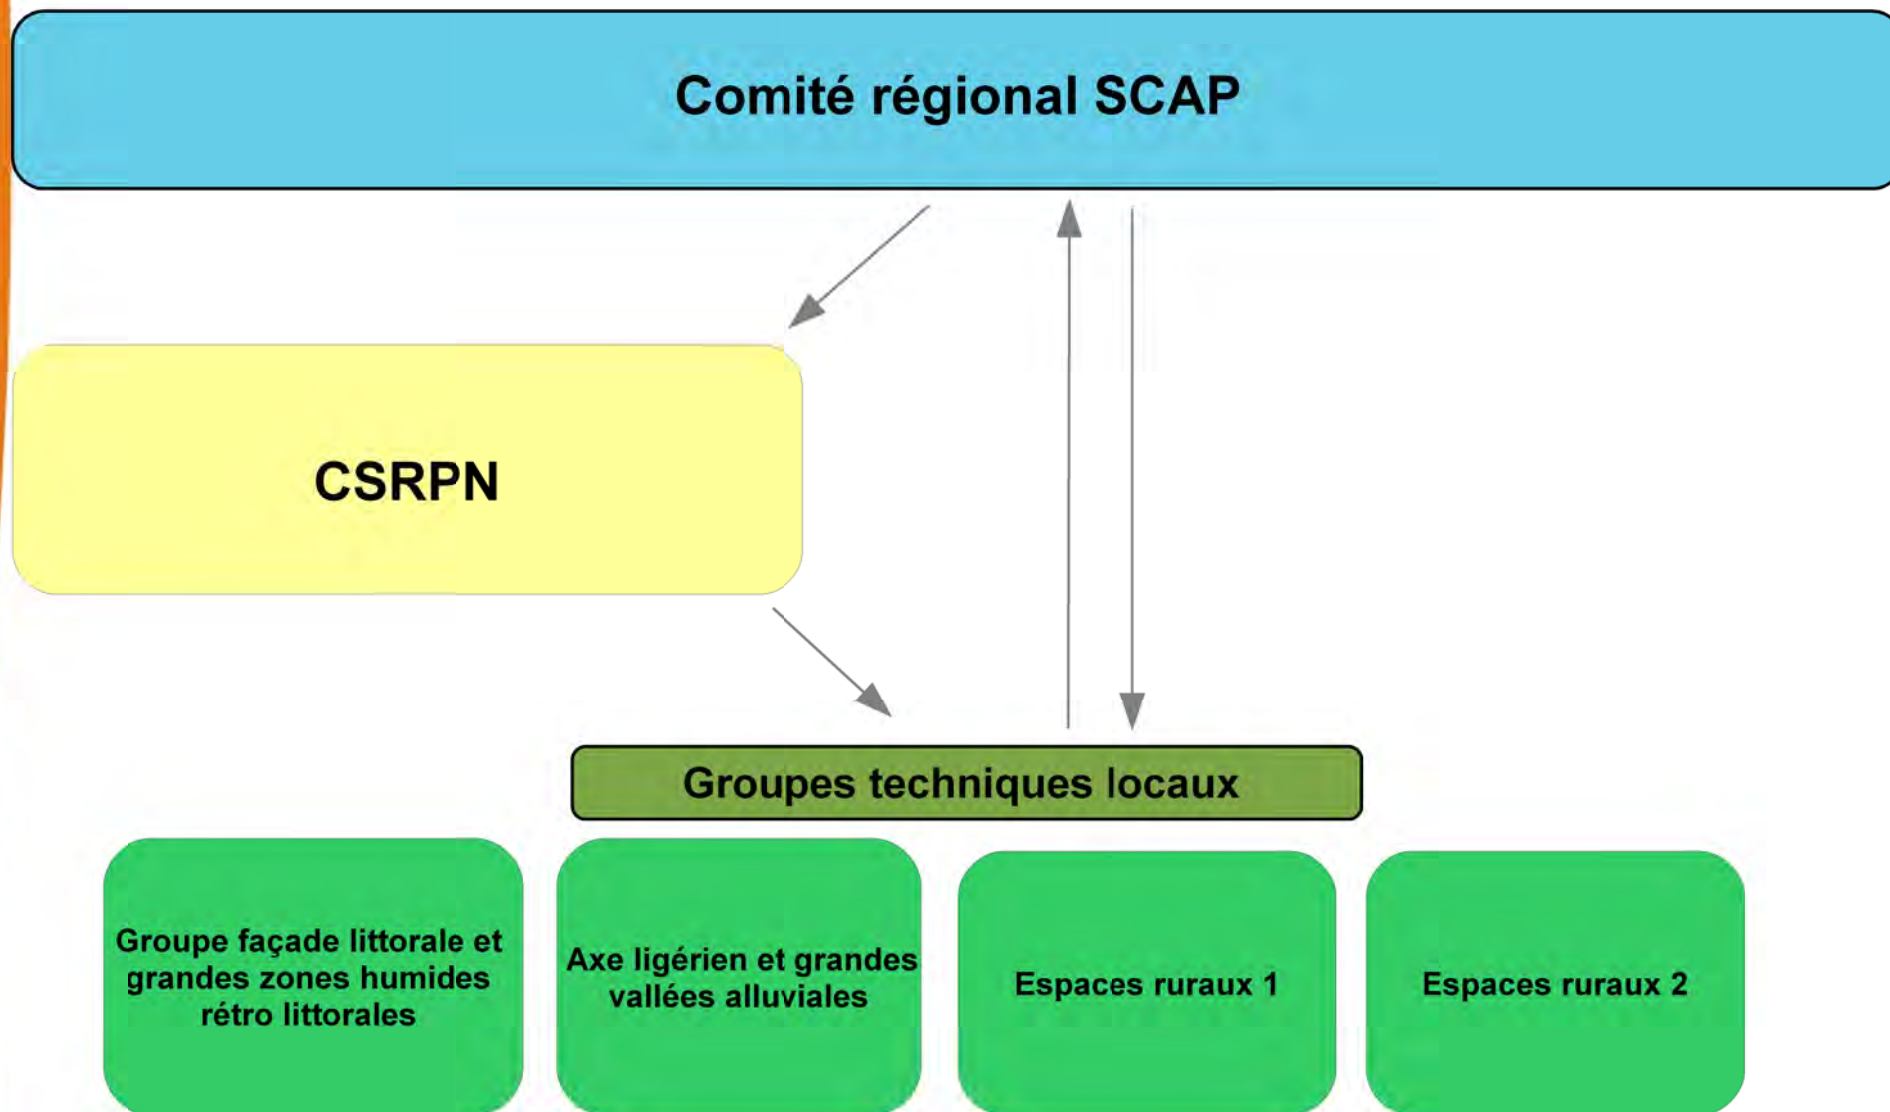 Comité régional SCAP
CSRPN
Groupes techniques locaux
Groupe façade littorale et
grandes zones humides
rétro littorales
Axe ligérien et grandes
vallées alluviales
Espaces ruraux 1
Espaces ruraux 2